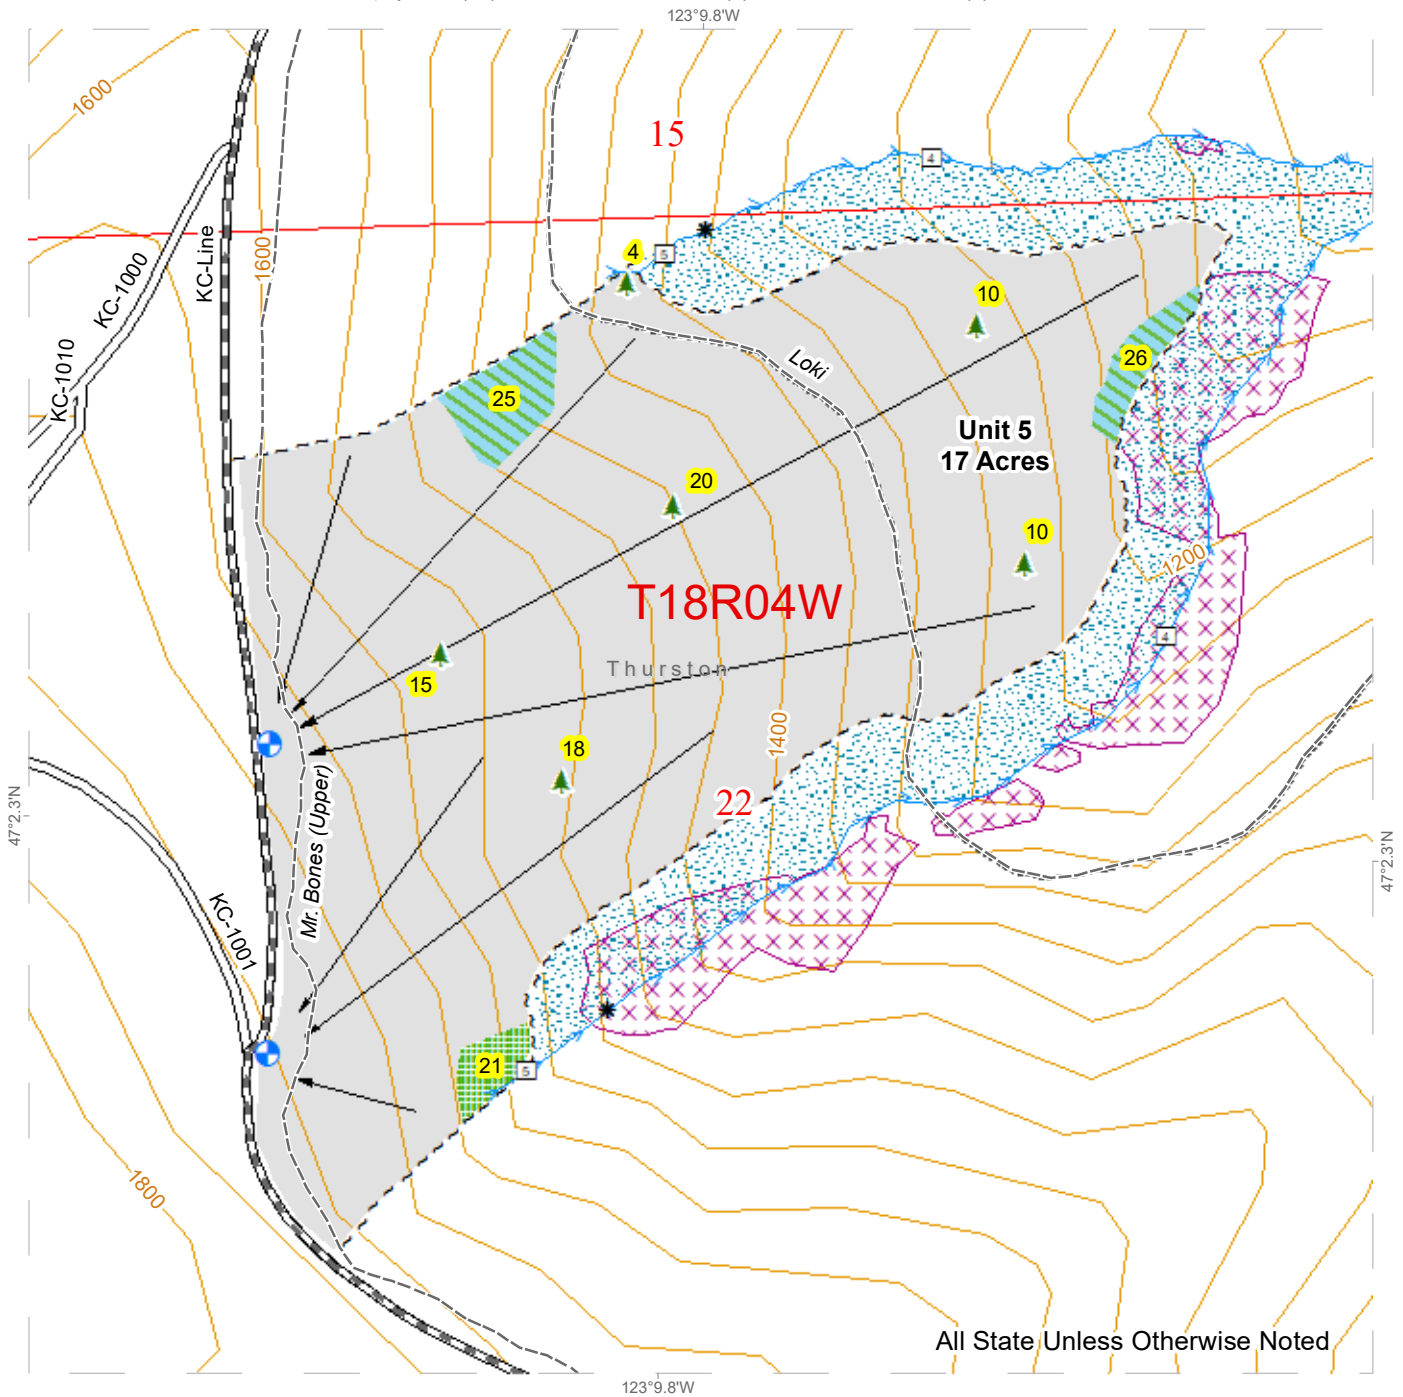 123°9.8'W
1600
15
4
KC-Line
1600
4
5
KC-1000
10
KC-1010
Loki
26
25
Unit 5
17 Acres
20
10
1200
T18R04W
4
Thurston
15
1400
18
Mr. Bones (Upper)
22
47°2.3'N
47°2.3'N
KC-1001
21
5
1800
All State Unless Otherwise Noted
123°9.8'W